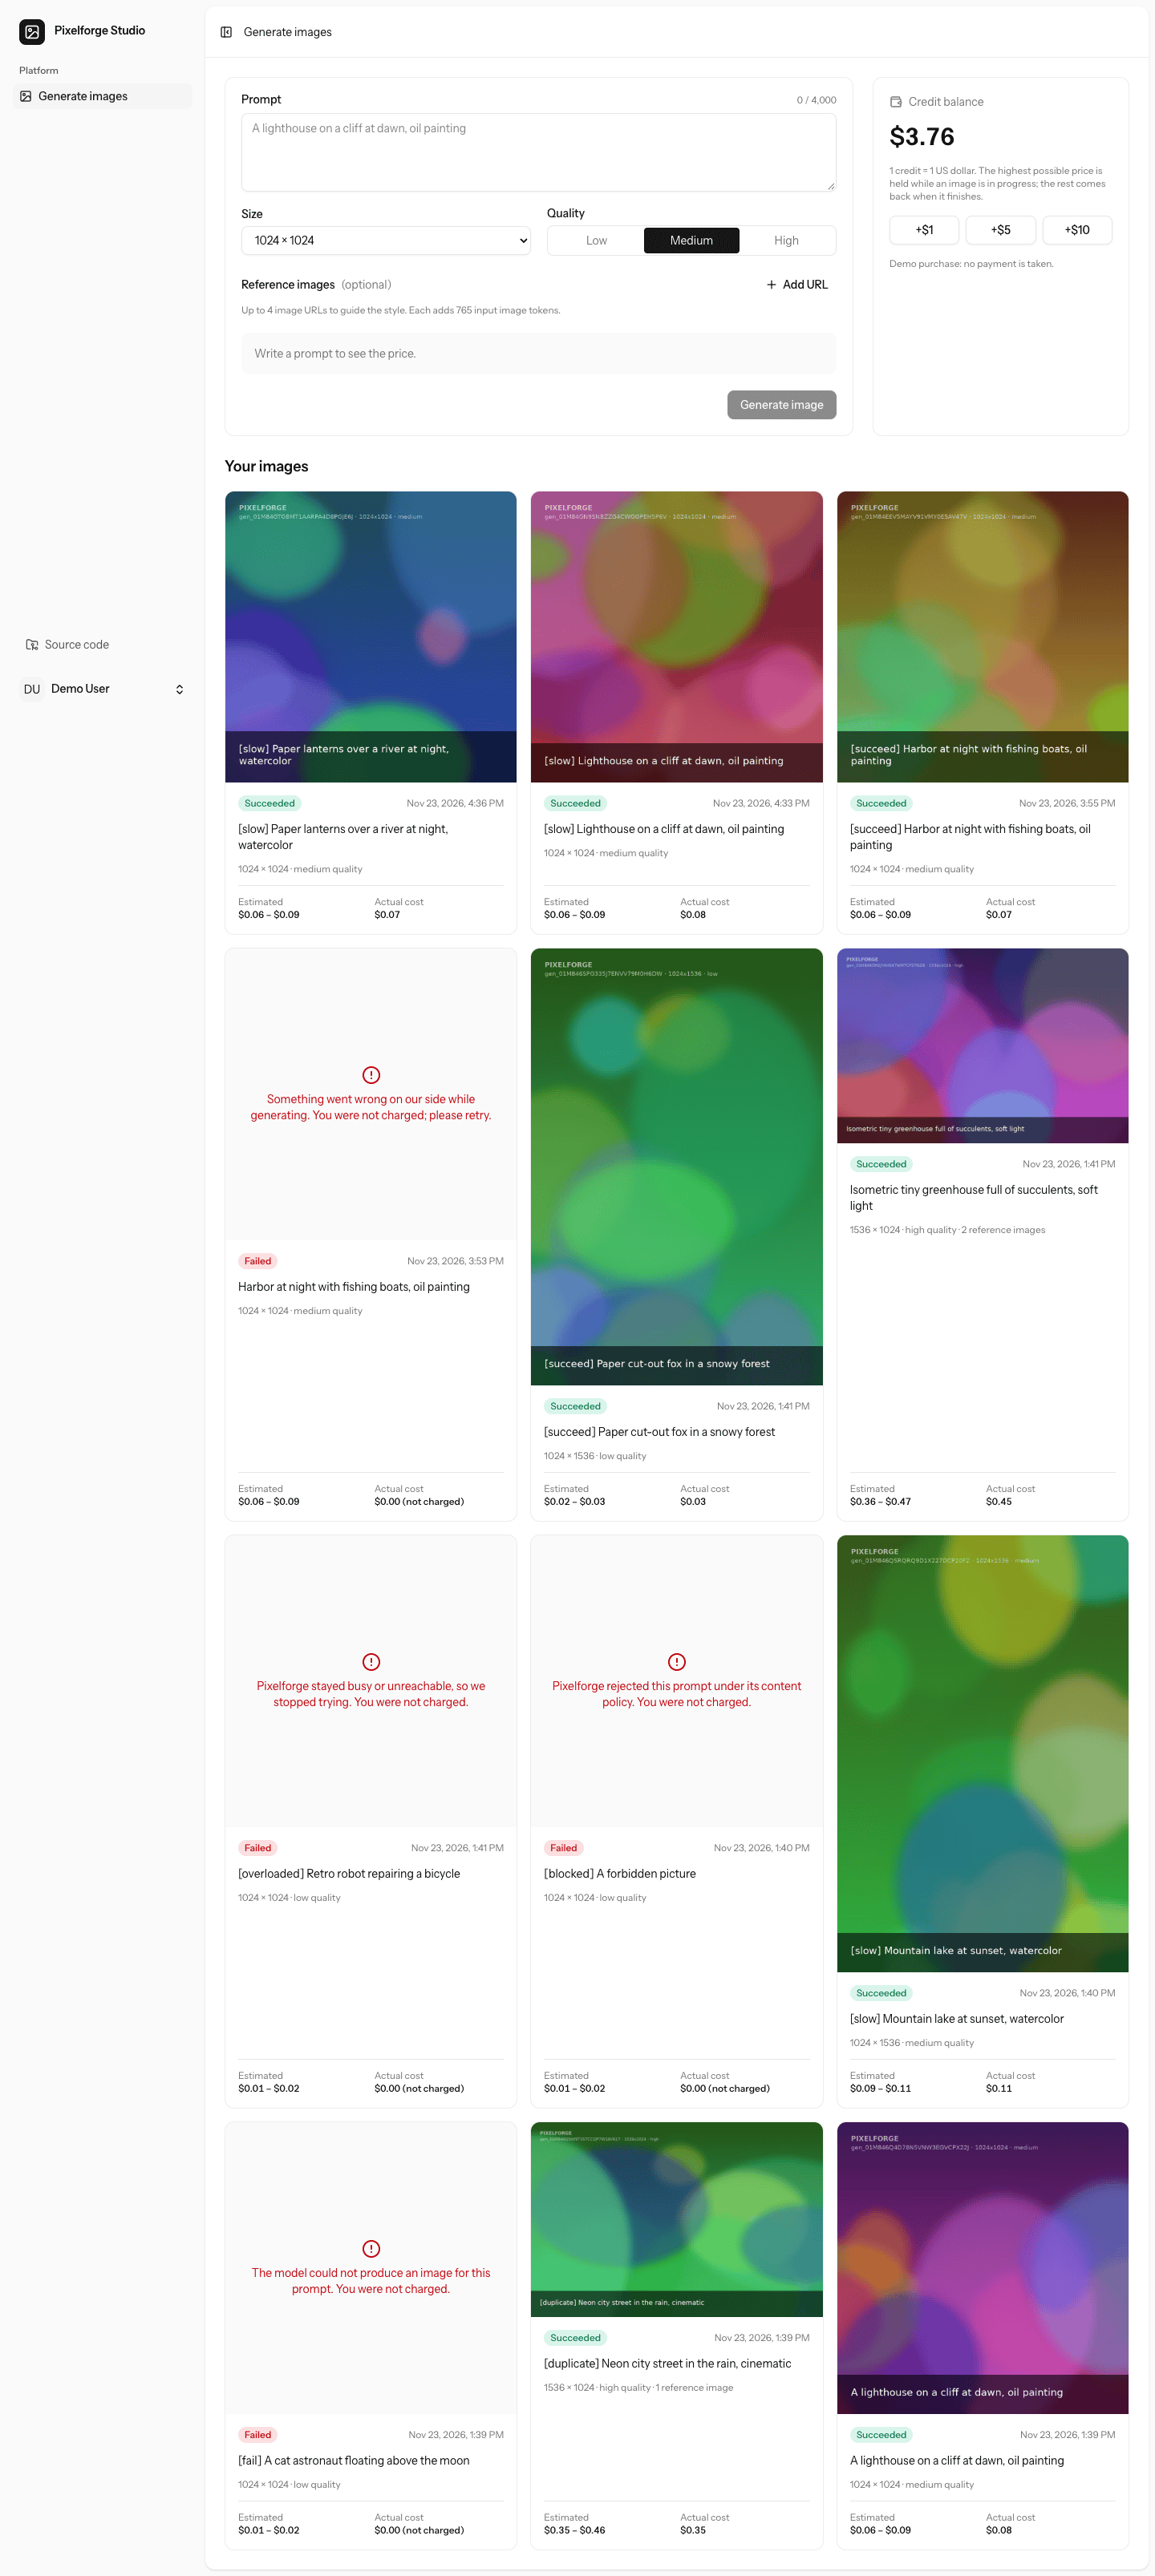 Pixelforge Studio
Platform
Generate images
Source code
DU
Demo User
Generate images
Prompt
0 / 4,000
A lighthouse on a cliff at dawn, oil painting
Size
1024 × 1024
Quality
Low
Medium
High
Reference images (optional)
Add URL
Up to 4 image URLs to guide the style. Each adds 765 input image tokens.
Write a prompt to see the price.
Generate image
Credit balance
$3.76
1 credit = 1 US dollar. The highest possible price is
held while an image is in progress; the rest comes
back when it finishes.
+$1
+$5
+$10
Demo purchase: no payment is taken.
Your images
PIXELFORGE
1024x1024 · medium
[slow] Paper lanterns over a river at night,
watercolor
Succeeded
Nov 23, 2026, 4:36 PM
[slow] Paper lanterns over a river at night,
watercolor
1024 × 1024 · medium quality
Estimated
$0.06 – $0.09
Actual cost
$0.07
PIXELFORGE
1024x1024 · medium
[slow] Lighthouse on a cliff at dawn, oil painting
Succeeded
Nov 23, 2026, 4:33 PM
[slow] Lighthouse on a cliff at dawn, oil painting
1024 × 1024 · medium quality
Estimated
$0.06 – $0.09
Actual cost
$0.08
PIXELFORGE
1024x1024 · medium
[succeed] Harbor at night with fishing boats, oil
painting
Succeeded
Nov 23, 2026, 3:55 PM
[succeed] Harbor at night with fishing boats, oil
painting
1024 × 1024 · medium quality
Estimated
$0.06 – $0.09
Actual cost
$0.07
Something went wrong on our side while
generating. You were not charged; please retry.
Failed
Nov 23, 2026, 3:53 PM
Harbor at night with fishing boats, oil painting
1024 × 1024 · medium quality
Estimated
$0.06 – $0.09
Actual cost
$0.00 (not charged)
PIXELFORGE
1024x1536 · low
[succeed] Paper cut-out fox in a snowy forest
Succeeded
Nov 23, 2026, 1:41 PM
[succeed] Paper cut-out fox in a snowy forest
1024 × 1536 · low quality
Estimated
$0.02 – $0.03
Actual cost
$0.03
PIXELFORGE
Isometric tiny greenhouse full of succulents, soft light
Succeeded
Nov 23, 2026, 1:41 PM
Isometric tiny greenhouse full of succulents, soft
light
1536 × 1024 · high quality · 2 reference images
Estimated
$0.36 – $0.47
Actual cost
$0.45
Pixelforge stayed busy or unreachable, so we
stopped trying. You were not charged.
Failed
Nov 23, 2026, 1:41 PM
[overloaded] Retro robot repairing a bicycle
1024 × 1024 · low quality
Estimated
$0.01 – $0.02
Actual cost
$0.00 (not charged)
Pixelforge rejected this prompt under its content
policy. You were not charged.
Failed
Nov 23, 2026, 1:40 PM
[blocked] A forbidden picture
1024 × 1024 · low quality
Estimated
$0.01 – $0.02
Actual cost
$0.00 (not charged)
PIXELFORGE
1024x1536 · medium
[slow] Mountain lake at sunset, watercolor
Succeeded
Nov 23, 2026, 1:40 PM
[slow] Mountain lake at sunset, watercolor
1024 × 1536 · medium quality
Estimated
$0.09 – $0.11
Actual cost
$0.11
The model could not produce an image for this
prompt. You were not charged.
Failed
Nov 23, 2026, 1:39 PM
[fail] A cat astronaut floating above the moon
1024 × 1024 · low quality
Estimated
$0.01 – $0.02
Actual cost
$0.00 (not charged)
PIXELFORGE
[duplicate] Neon city street in the rain, cinematic
Succeeded
Nov 23, 2026, 1:39 PM
[duplicate] Neon city street in the rain, cinematic
1536 × 1024 · high quality · 1 reference image
Estimated
$0.35 – $0.46
Actual cost
$0.35
PIXELFORGE
1024x1024 · medium
A lighthouse on a cliff at dawn, oil painting
Succeeded
Nov 23, 2026, 1:39 PM
A lighthouse on a cliff at dawn, oil painting
1024 × 1024 · medium quality
Estimated
$0.06 – $0.09
Actual cost
$0.08